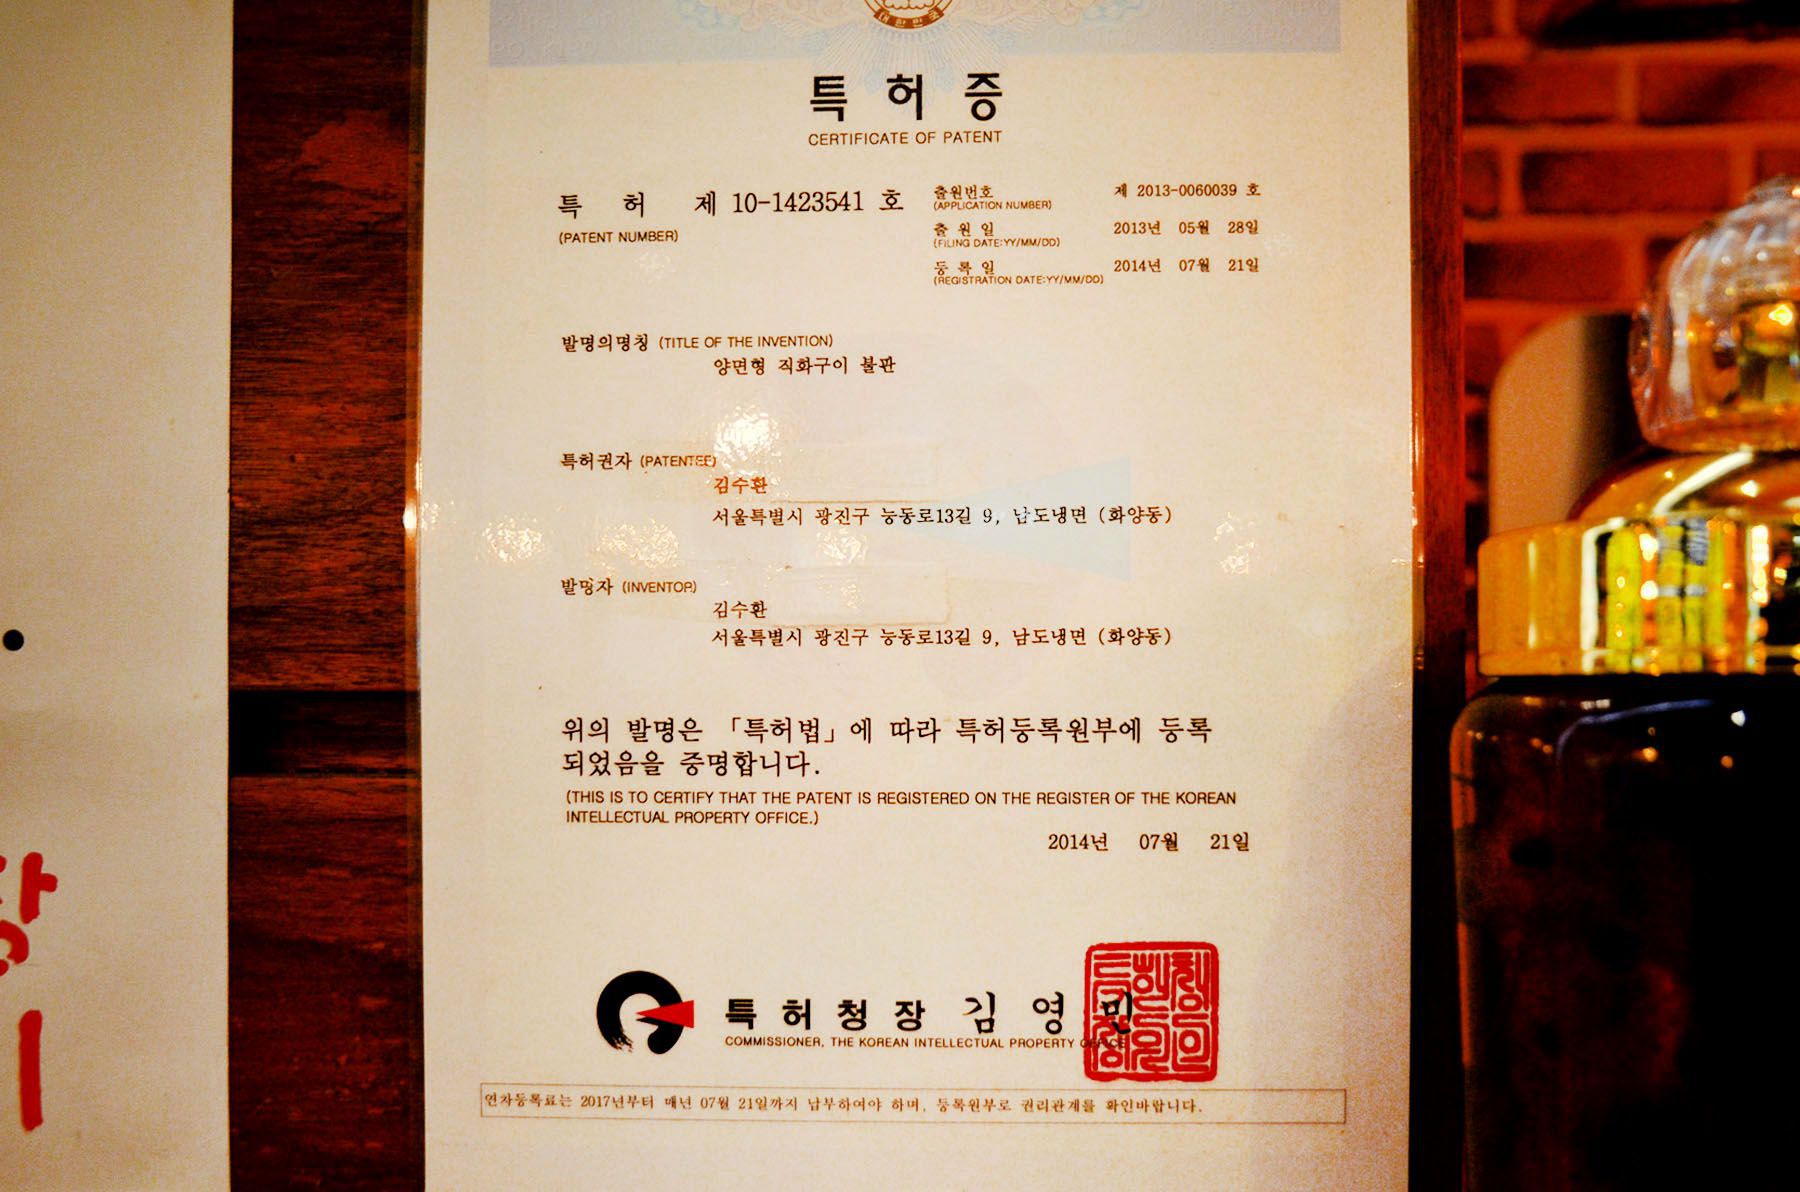 대한민국
특허증
CERTIFICATE OF PATENT
특 허 제 10-1423541 호
(PATENT NUMBER)
출원번호 제 2013-0060039 호
(APPLICATION NUMBER)
출 원 일 2013년 05월 28일
(FILING DATE:YY/MM/DD)
등 록 일 2014년 07월 21일
(REGISTRATION DATE:YY/MM/DD)
발명의명칭 (TITLE OF THE INVENTION)
양면형 직화구이 불판
특허권자 (PATENTEE)
김수환
서울특별시 광진구 능동로13길 9, 남도냉면 (화양동)
발명자 (INVENTOR)
김수환
서울특별시 광진구 능동로13길 9, 남도냉면 (화양동)
위의 발명은 「특허법」에 따라 특허등록원부에 등록
되었음을 증명합니다.
(THIS IS TO CERTIFY THAT THE PATENT IS REGISTERED ON THE REGISTER OF THE KOREAN
INTELLECTUAL PROPERTY OFFICE.)
2014년 07월 21일
특허청장 김영민
COMMISSIONER, THE KOREAN INTELLECTUAL PROPERTY OFFICE
연차등록료는 2017년부터 매년 07월 21일까지 납부하여야 하며, 등록원부로 권리관계를 확인바랍니다.